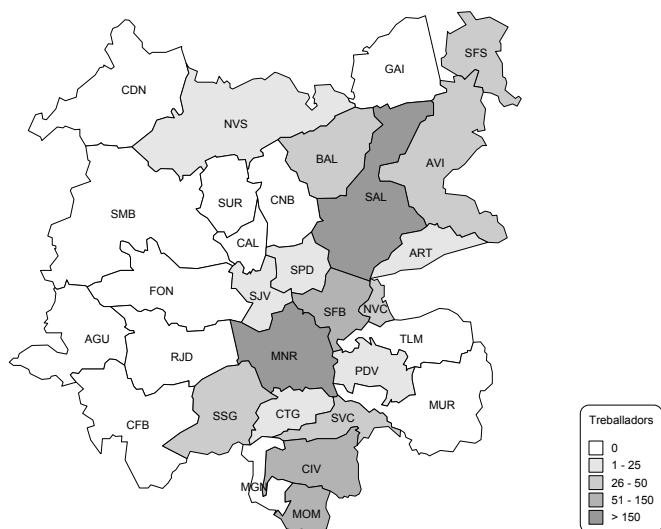 GAI
SFS
CDN
NVS
BAL
AVI
SUR
CNB
SAL
SMB
CAL
ART
SPD
FON
SJV
SFB
NVC
AGU
TLM
RJD
MNR
PDV
MUR
SSG
CTG
SVC
CFB
CIV
MGN
MOM
Treballadors
0
1 - 25
26 - 50
51 - 150
> 150